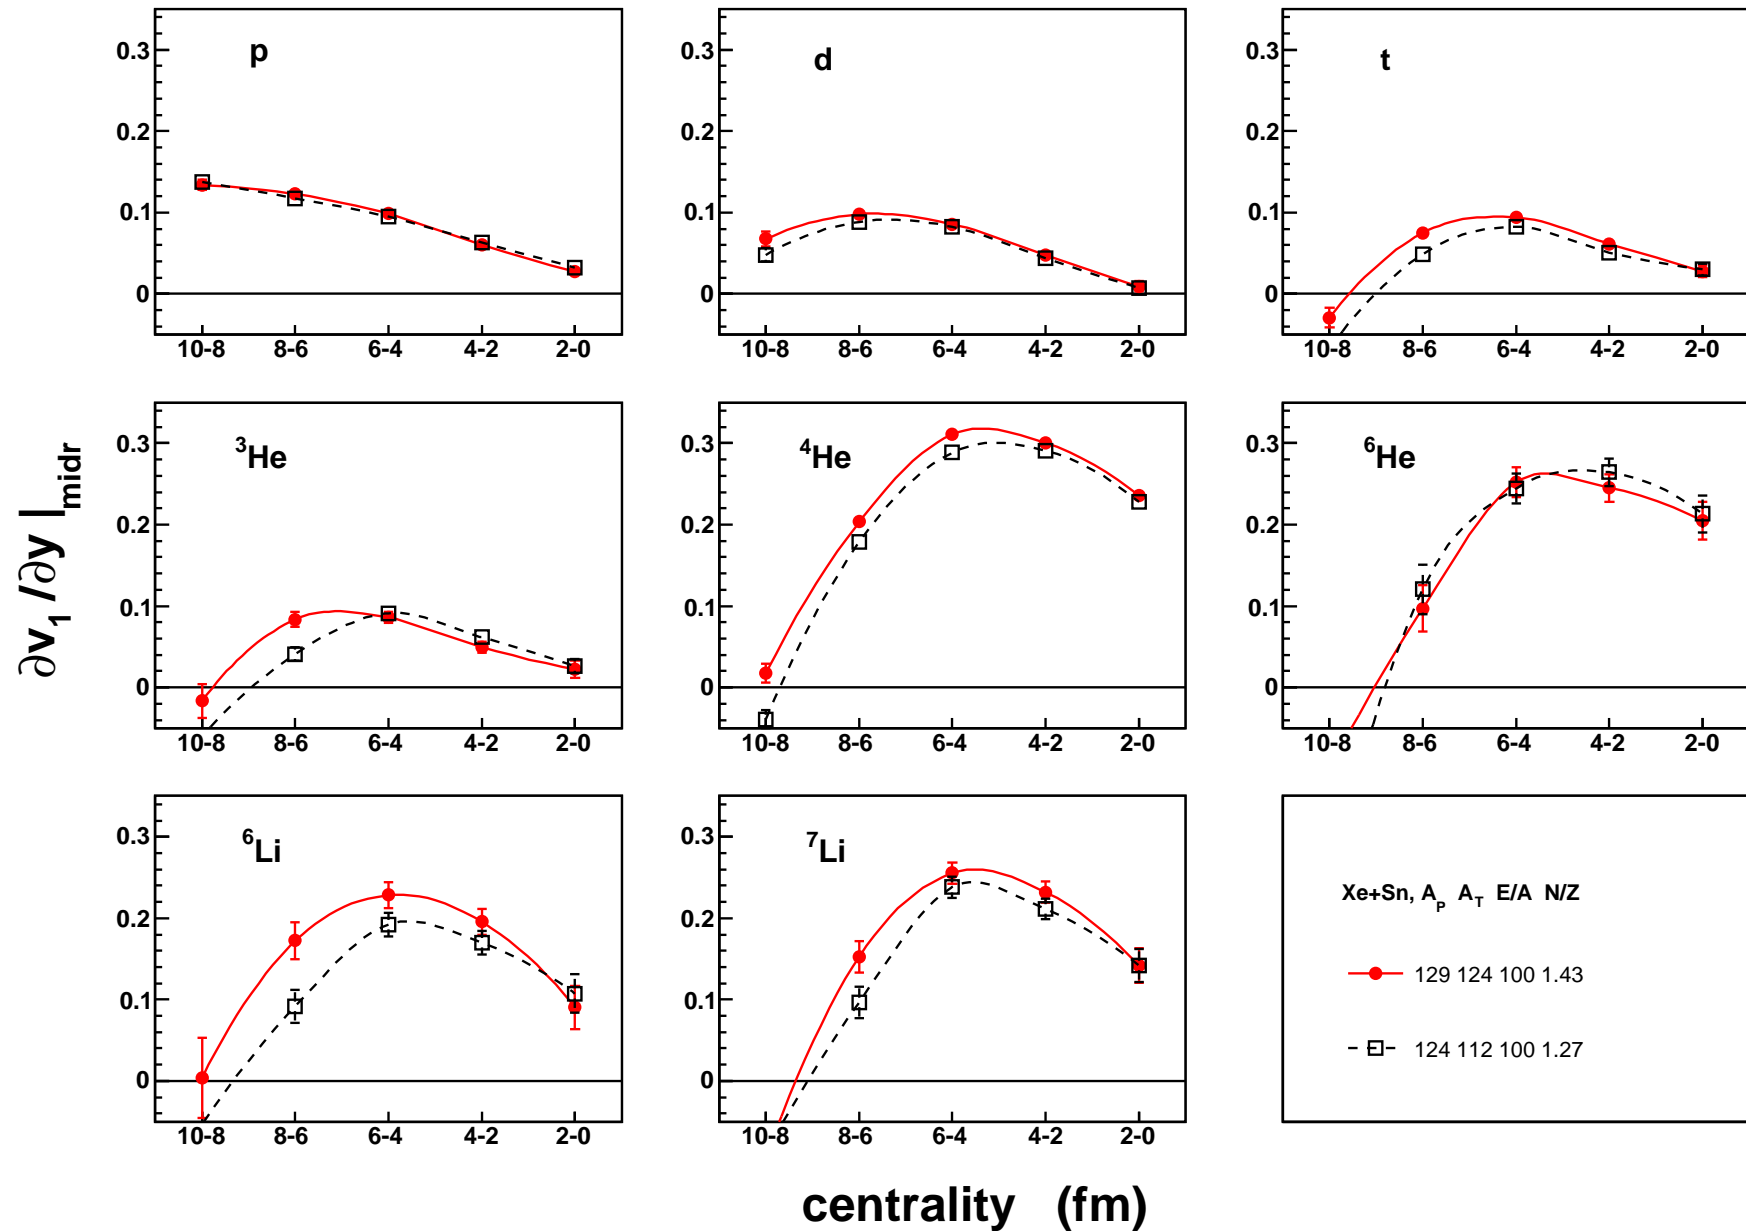 p
0.3
0.2
0.1
0
10-8 8-6 6-4 4-2 2-0
d
0.3
0.2
0.1
0
10-8 8-6 6-4 4-2 2-0
t
0.3
0.2
0.1
0
10-8 8-6 6-4 4-2 2-0
∂v₁/∂y |midr
³He
0.3
0.2
0.1
0
10-8 8-6 6-4 4-2 2-0
⁴He
0.3
0.2
0.1
0
10-8 8-6 6-4 4-2 2-0
⁶He
0.3
0.2
0.1
0
10-8 8-6 6-4 4-2 2-0
⁶Li
0.3
0.2
0.1
0
10-8 8-6 6-4 4-2 2-0
⁷Li
0.3
0.2
0.1
0
10-8 8-6 6-4 4-2 2-0
Xe+Sn, A_P A_T E/A N/Z
129 124 100 1.43
124 112 100 1.27
centrality (fm)